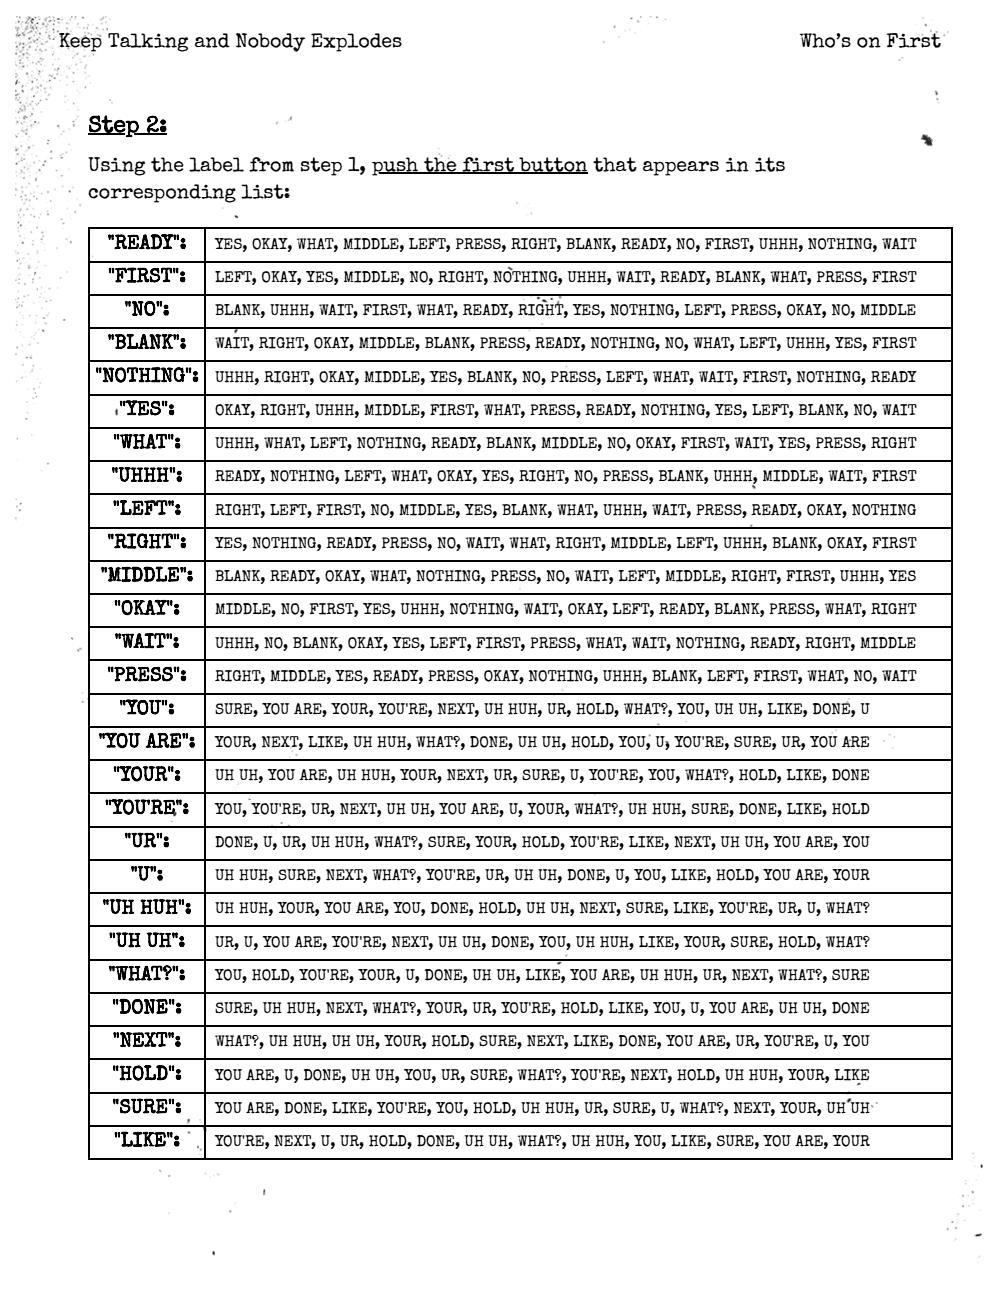 Keep Talking and Nobody Explodes
Who's on First
Step 2:
Using the label from step 1, push the first button that appears in its
corresponding list:
"READY": YES, OKAY, WHAT, MIDDLE, LEFT, PRESS, RIGHT, BLANK, READY, NO, FIRST, UHHH, NOTHING, WAIT
"FIRST": LEFT, OKAY, YES, MIDDLE, NO, RIGHT, NOTHING, UHHH, WAIT, READY, BLANK, WHAT, PRESS, FIRST
"NO": BLANK, UHHH, WAIT, FIRST, WHAT, READY, RIGHT, YES, NOTHING, LEFT, PRESS, OKAY, NO, MIDDLE
"BLANK": WAIT, RIGHT, OKAY, MIDDLE, BLANK, PRESS, READY, NOTHING, NO, WHAT, LEFT, UHHH, YES, FIRST
"NOTHING": UHHH, RIGHT, OKAY, MIDDLE, YES, BLANK, NO, PRESS, LEFT, WHAT, WAIT, FIRST, NOTHING, READY
"YES": OKAY, RIGHT, UHHH, MIDDLE, FIRST, WHAT, PRESS, READY, NOTHING, YES, LEFT, BLANK, NO, WAIT
"WHAT": UHHH, WHAT, LEFT, NOTHING, READY, BLANK, MIDDLE, NO, OKAY, FIRST, WAIT, YES, PRESS, RIGHT
"UHHH": READY, NOTHING, LEFT, WHAT, OKAY, YES, RIGHT, NO, PRESS, BLANK, UHHH, MIDDLE, WAIT, FIRST
"LEFT": RIGHT, LEFT, FIRST, NO, MIDDLE, YES, BLANK, WHAT, UHHH, WAIT, PRESS, READY, OKAY, NOTHING
"RIGHT": YES, NOTHING, READY, PRESS, NO, WAIT, WHAT, RIGHT, MIDDLE, LEFT, UHHH, BLANK, OKAY, FIRST
"MIDDLE": BLANK, READY, OKAY, WHAT, NOTHING, PRESS, NO, WAIT, LEFT, MIDDLE, RIGHT, FIRST, UHHH, YES
"OKAY": MIDDLE, NO, FIRST, YES, UHHH, NOTHING, WAIT, OKAY, LEFT, READY, BLANK, PRESS, WHAT, RIGHT
"WAIT": UHHH, NO, BLANK, OKAY, YES, LEFT, FIRST, PRESS, WHAT, WAIT, NOTHING, READY, RIGHT, MIDDLE
"PRESS": RIGHT, MIDDLE, YES, READY, PRESS, OKAY, NOTHING, UHHH, BLANK, LEFT, FIRST, WHAT, NO, WAIT
"YOU": SURE, YOU ARE, YOUR, YOU'RE, NEXT, UH HUH, UR, HOLD, WHAT?, YOU, UH UH, LIKE, DONE, U
"YOU ARE": YOUR, NEXT, LIKE, UH HUH, WHAT?, DONE, UH UH, HOLD, YOU, U, YOU'RE, SURE, UR, YOU ARE
"YOUR": UH UH, YOU ARE, UH HUH, YOUR, NEXT, UR, SURE, U, YOU'RE, YOU, WHAT?, HOLD, LIKE, DONE
"YOU'RE": YOU, YOU'RE, UR, NEXT, UH UH, YOU ARE, U, YOUR, WHAT?, UH HUH, SURE, DONE, LIKE, HOLD
"UR": DONE, U, UR, UH HUH, WHAT?, SURE, YOUR, HOLD, YOU'RE, LIKE, NEXT, UH UH, YOU ARE, YOU
"U": UH HUH, SURE, NEXT, WHAT?, YOU'RE, UR, UH UH, DONE, U, YOU, LIKE, HOLD, YOU ARE, YOUR
"UH HUH": UH HUH, YOUR, YOU ARE, YOU, DONE, HOLD, UH UH, NEXT, SURE, LIKE, YOU'RE, UR, U, WHAT?
"UH UH": UR, U, YOU ARE, YOU'RE, NEXT, UH UH, DONE, YOU, UH HUH, LIKE, YOUR, SURE, HOLD, WHAT?
"WHAT?": YOU, HOLD, YOU'RE, YOUR, U, DONE, UH UH, LIKE, YOU ARE, UH HUH, UR, NEXT, WHAT?, SURE
"DONE": SURE, UH HUH, NEXT, WHAT?, YOUR, UR, YOU'RE, HOLD, LIKE, YOU, U, YOU ARE, UH UH, DONE
"NEXT": WHAT?, UH HUH, UH UH, YOUR, HOLD, SURE, NEXT, LIKE, DONE, YOU ARE, UR, YOU'RE, U, YOU
"HOLD": YOU ARE, U, DONE, UH UH, YOU, UR, SURE, WHAT?, YOU'RE, NEXT, HOLD, UH HUH, YOUR, LIKE
"SURE": YOU ARE, DONE, LIKE, YOU'RE, YOU, HOLD, UH HUH, UR, SURE, U, WHAT?, NEXT, YOUR, UH UH
"LIKE": YOU'RE, NEXT, U, UR, HOLD, DONE, UH UH, WHAT?, UH HUH, YOU, LIKE, SURE, YOU ARE, YOUR